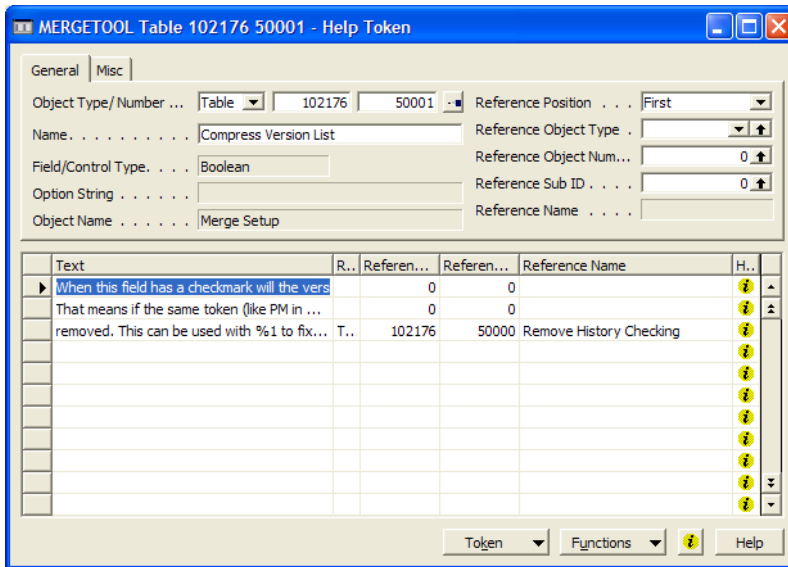 MERGETOOL Table 102176 50001 - Help Token
General Misc
Object Type/ Number ... Table 102176 50001
Name. . . . . . . . . . Compress Version List
Field/Control Type. . . . Boolean
Option String . . . . . .
Object Name . . . . . . Merge Setup
Reference Position . . . First
Reference Object Type .
Reference Object Num... 0
Reference Sub ID . . . . 0
Reference Name . . . .
Text R.. Referen... Referen... Reference Name H..
When this field has a checkmark will the vers 0 0
That means if the same token (like PM in ... 0 0
removed. This can be used with %1 to fix... T.. 102176 50000 Remove History Checking
Token Functions Help